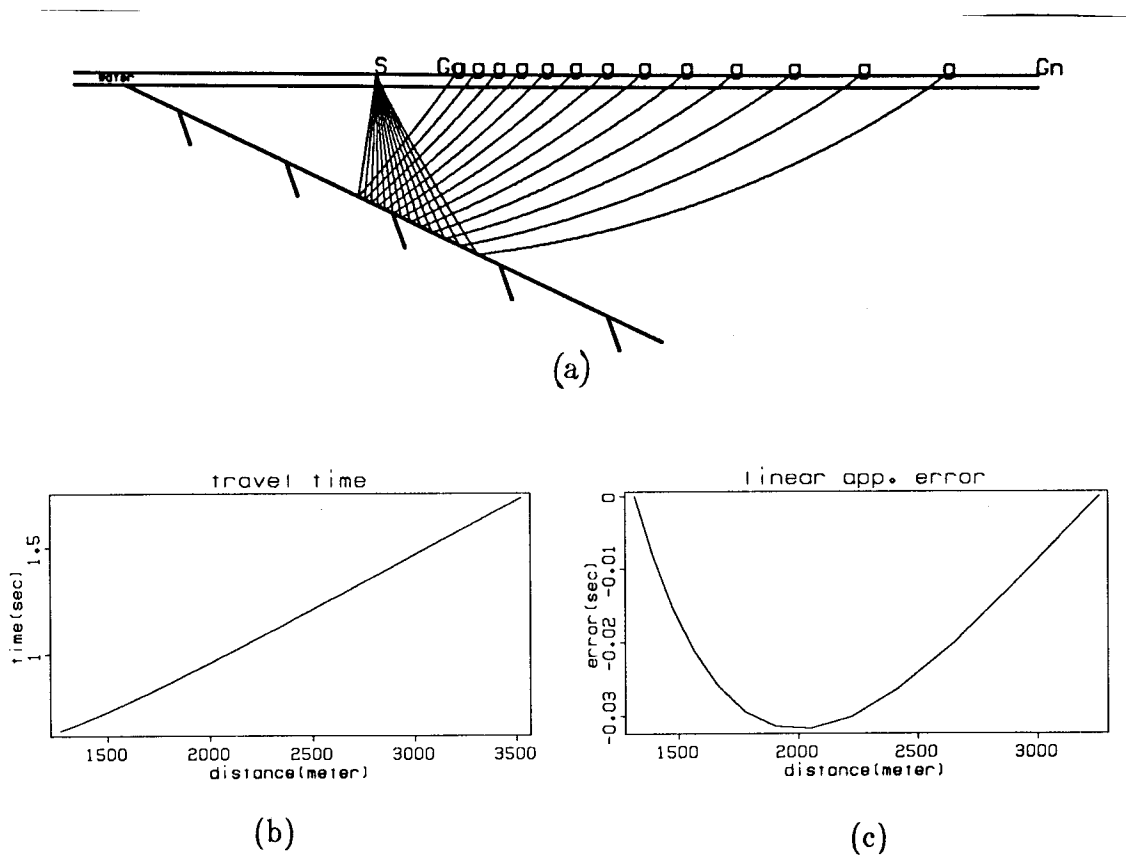 water S G g g g g g g g g g g g g g Gn
(a)
travel time
1.5
1
time(sec)
1500 2000 2500 3000 3500
distance(meter)
(b)
linear app. error
0
-0.01
-0.02
-0.03
error(sec)
1500 2000 2500 3000
distance(meter)
(c)